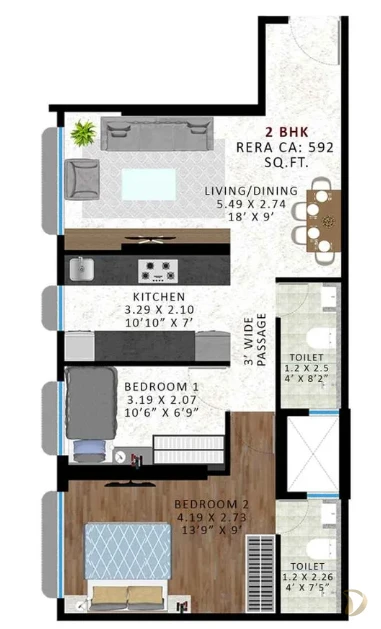 2 BHK
RERA CA: 592
SQ.FT.
LIVING/DINING
5.49 X 2.74
18' X 9'
KITCHEN
3.29 X 2.10
10'10" X 7'
3' WIDE
PASSAGE
TOILET
1.2 X 2.5
4' X 8'2"
BEDROOM 1
3.19 X 2.07
10'6" X 6'9"
BEDROOM 2
4.19 X 2.73
13'9" X 9'
TOILET
1.2 X 2.26
4' X 7'5"